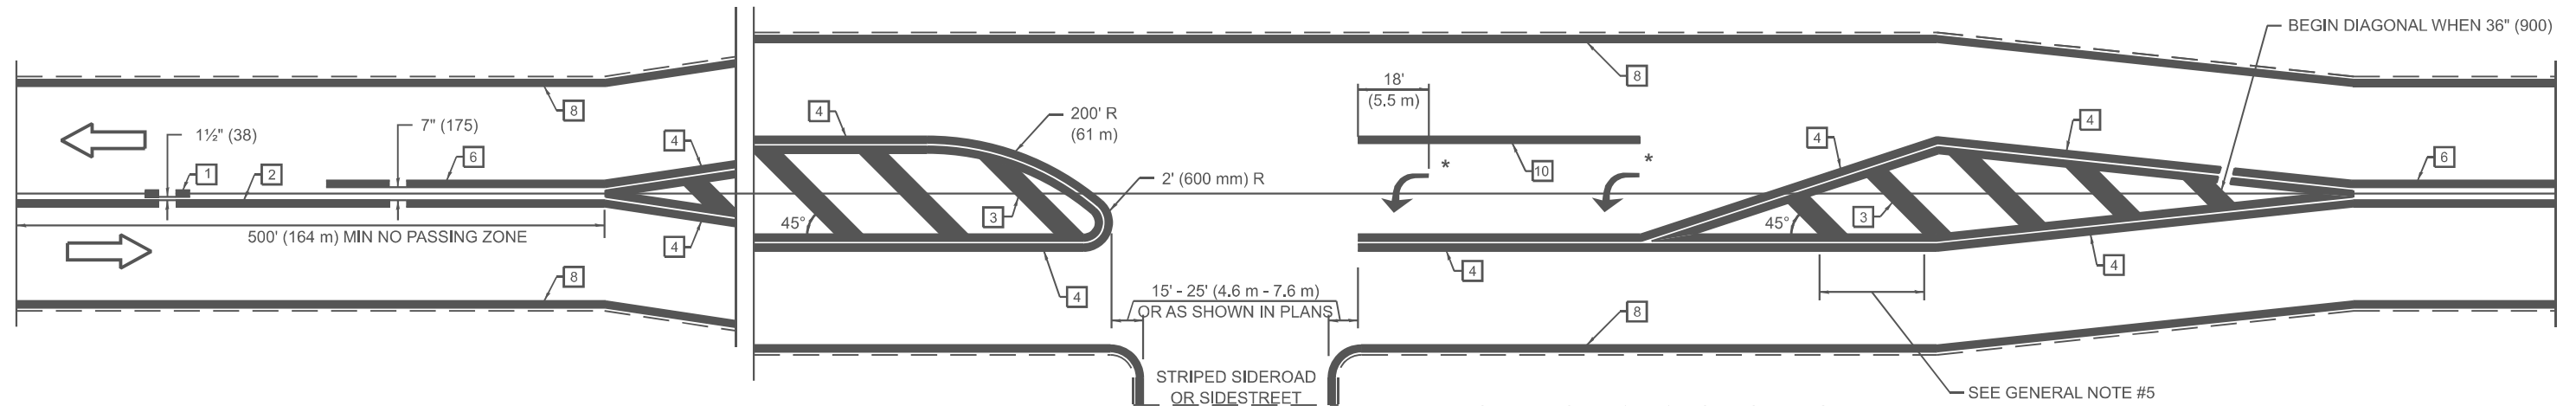 BEGIN DIAGONAL WHEN 36" (900)
8
18'
(5.5 m)
8
200' R
(61 m)
4
4
4
1½" (38)
7" (175)
4
6
6
*
*
10
1
2
2' (600 mm) R
3
3
45°
45°
500' (164 m) MIN NO PASSING ZONE
4
4
4
4
8
15' - 25' (4.6 m - 7.6 m)
OR AS SHOWN IN PLANS
8
STRIPED SIDEROAD
OR SIDESTREET
SEE GENERAL NOTE #5